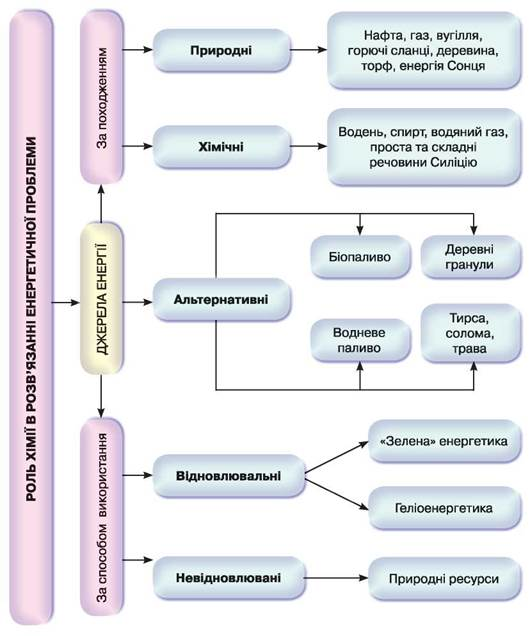 РОЛЬ ХІМІЇ В РОЗВ'ЯЗАННІ ЕНЕРГЕТИЧНОЇ ПРОБЛЕМИ
ДЖЕРЕЛА ЕНЕРГІЇ
За походженням
Природні
Нафта, газ, вугілля,
горючі сланці, деревина,
торф, енергія Сонця
Хімічні
Водень, спирт, водяний газ,
проста та складні
речовини Силіцію
Альтернативні
Біопаливо
Деревні
гранули
Водневе
паливо
Тирса,
солома,
трава
За способом використання
Відновлювальні
«Зелена» енергетика
Геліоенергетика
Невідновлювані
Природні ресурси